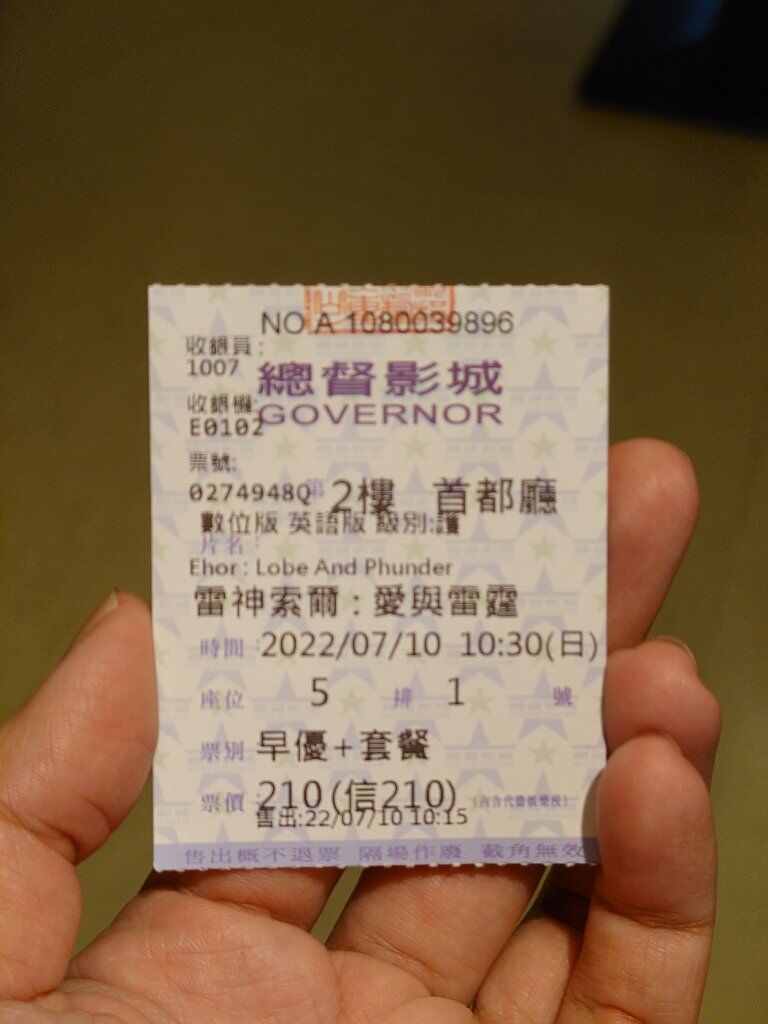 NO A 1080039896
收銀員:
1007
總督影城
GOVERNOR
收銀機:
E0102
票號:
0274948Q 第 2樓 首都廳
數位版 英語版 級別:護
片名:
Ehor : Lobe And Phunder
雷神索爾:愛與雷霆
時間:2022/07/10 10:30(日)
座位 5 排 1 號
票別 早優+套餐
票價:210(信210) (內含代徵娛樂稅)
售出:22/07/10 10:15
售出概不退票 隔場作廢 截角無效